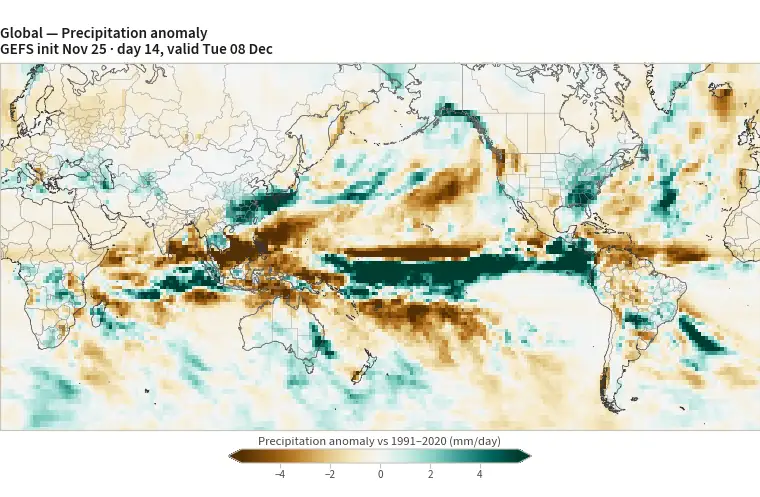 Global — Precipitation anomaly
GEFS init Nov 25 · day 14, valid Tue 08 Dec
Precipitation anomaly vs 1991–2020 (mm/day)
−4 −2 0 2 4